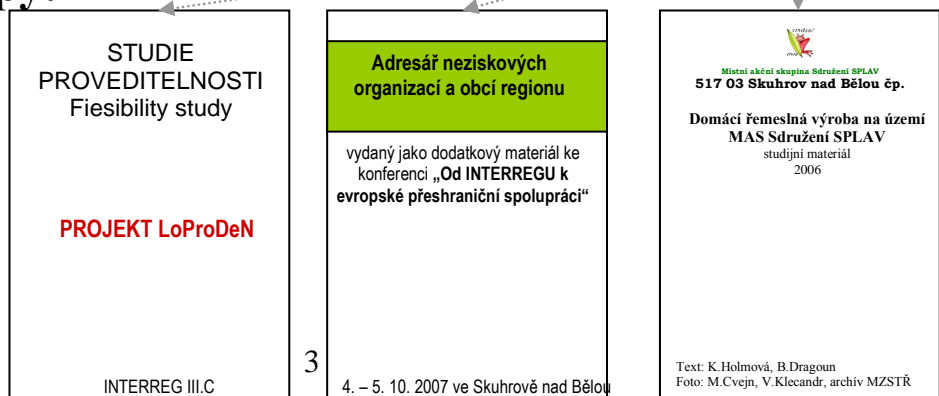 STUDIE
PROVEDITELNOSTI
Fiesibility study
PROJEKT LoProDeN
INTERREG III.C
3
Adresář neziskových
organizací a obcí regionu
vydaný jako dodatkový materiál ke
konferenci „Od INTERREGU k
evropské přeshraniční spolupráci“
4. – 5. 10. 2007 ve Skuhrově nad Bělou
Místní akční skupina Sdružení SPLAV
517 03 Skuhrov nad Bělou čp.
Domácí řemeslná výroba na území
MAS Sdružení SPLAV
studijní materiál
2006
Text: K.Holmová, B.Dragoun
Foto: M.Cvejn, V.Klecandr, archív MZSTŘ